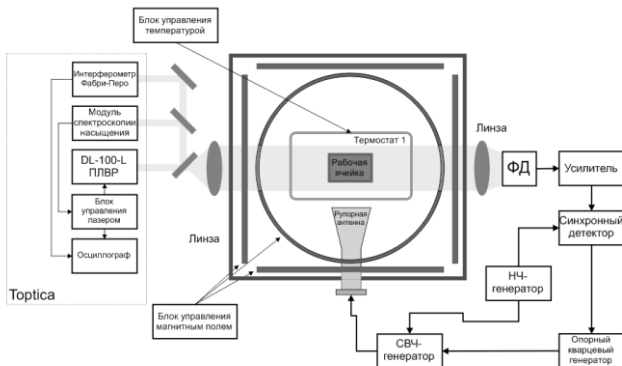 Блок управления
температурой
Интерферометр
Фабри-Перо
Модуль
спектроскопии
насыщения
DL-100-L
ПЛВР
Блок
управления
лазером
Осциллограф
Toptica
Линза
Термостат 1
Рабочая
ячейка
Рупорная
антенна
Линза
ФД
Усилитель
Синхронный
детектор
НЧ-
генератор
Блок управления
магнитным полем
СВЧ-
генератор
Опорный
кварцевый
генератор